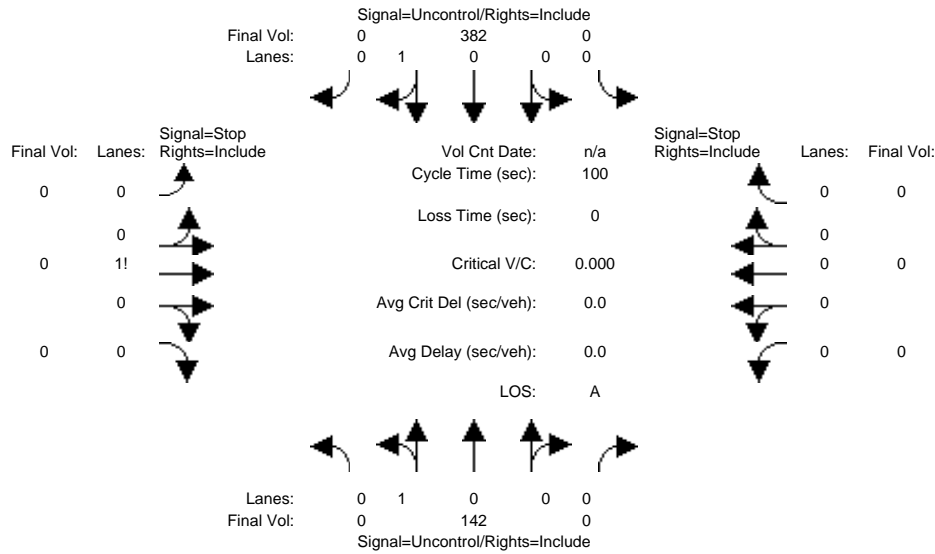 Signal=Uncontrol/Rights=Include
Final Vol: 0 382 0
Lanes: 0 1 0 0 0
Signal=Stop
Final Vol: Lanes: Rights=Include
Vol Cnt Date: n/a
Signal=Stop
Rights=Include Lanes: Final Vol:
Cycle Time (sec): 100
0 0
0 0
Loss Time (sec): 0
0
0
0 1!
Critical V/C: 0.000
0 0
0
Avg Crit Del (sec/veh): 0.0
0
0 0
Avg Delay (sec/veh): 0.0
0 0
LOS: A
Lanes: 0 1 0 0 0
Final Vol: 0 142 0
Signal=Uncontrol/Rights=Include